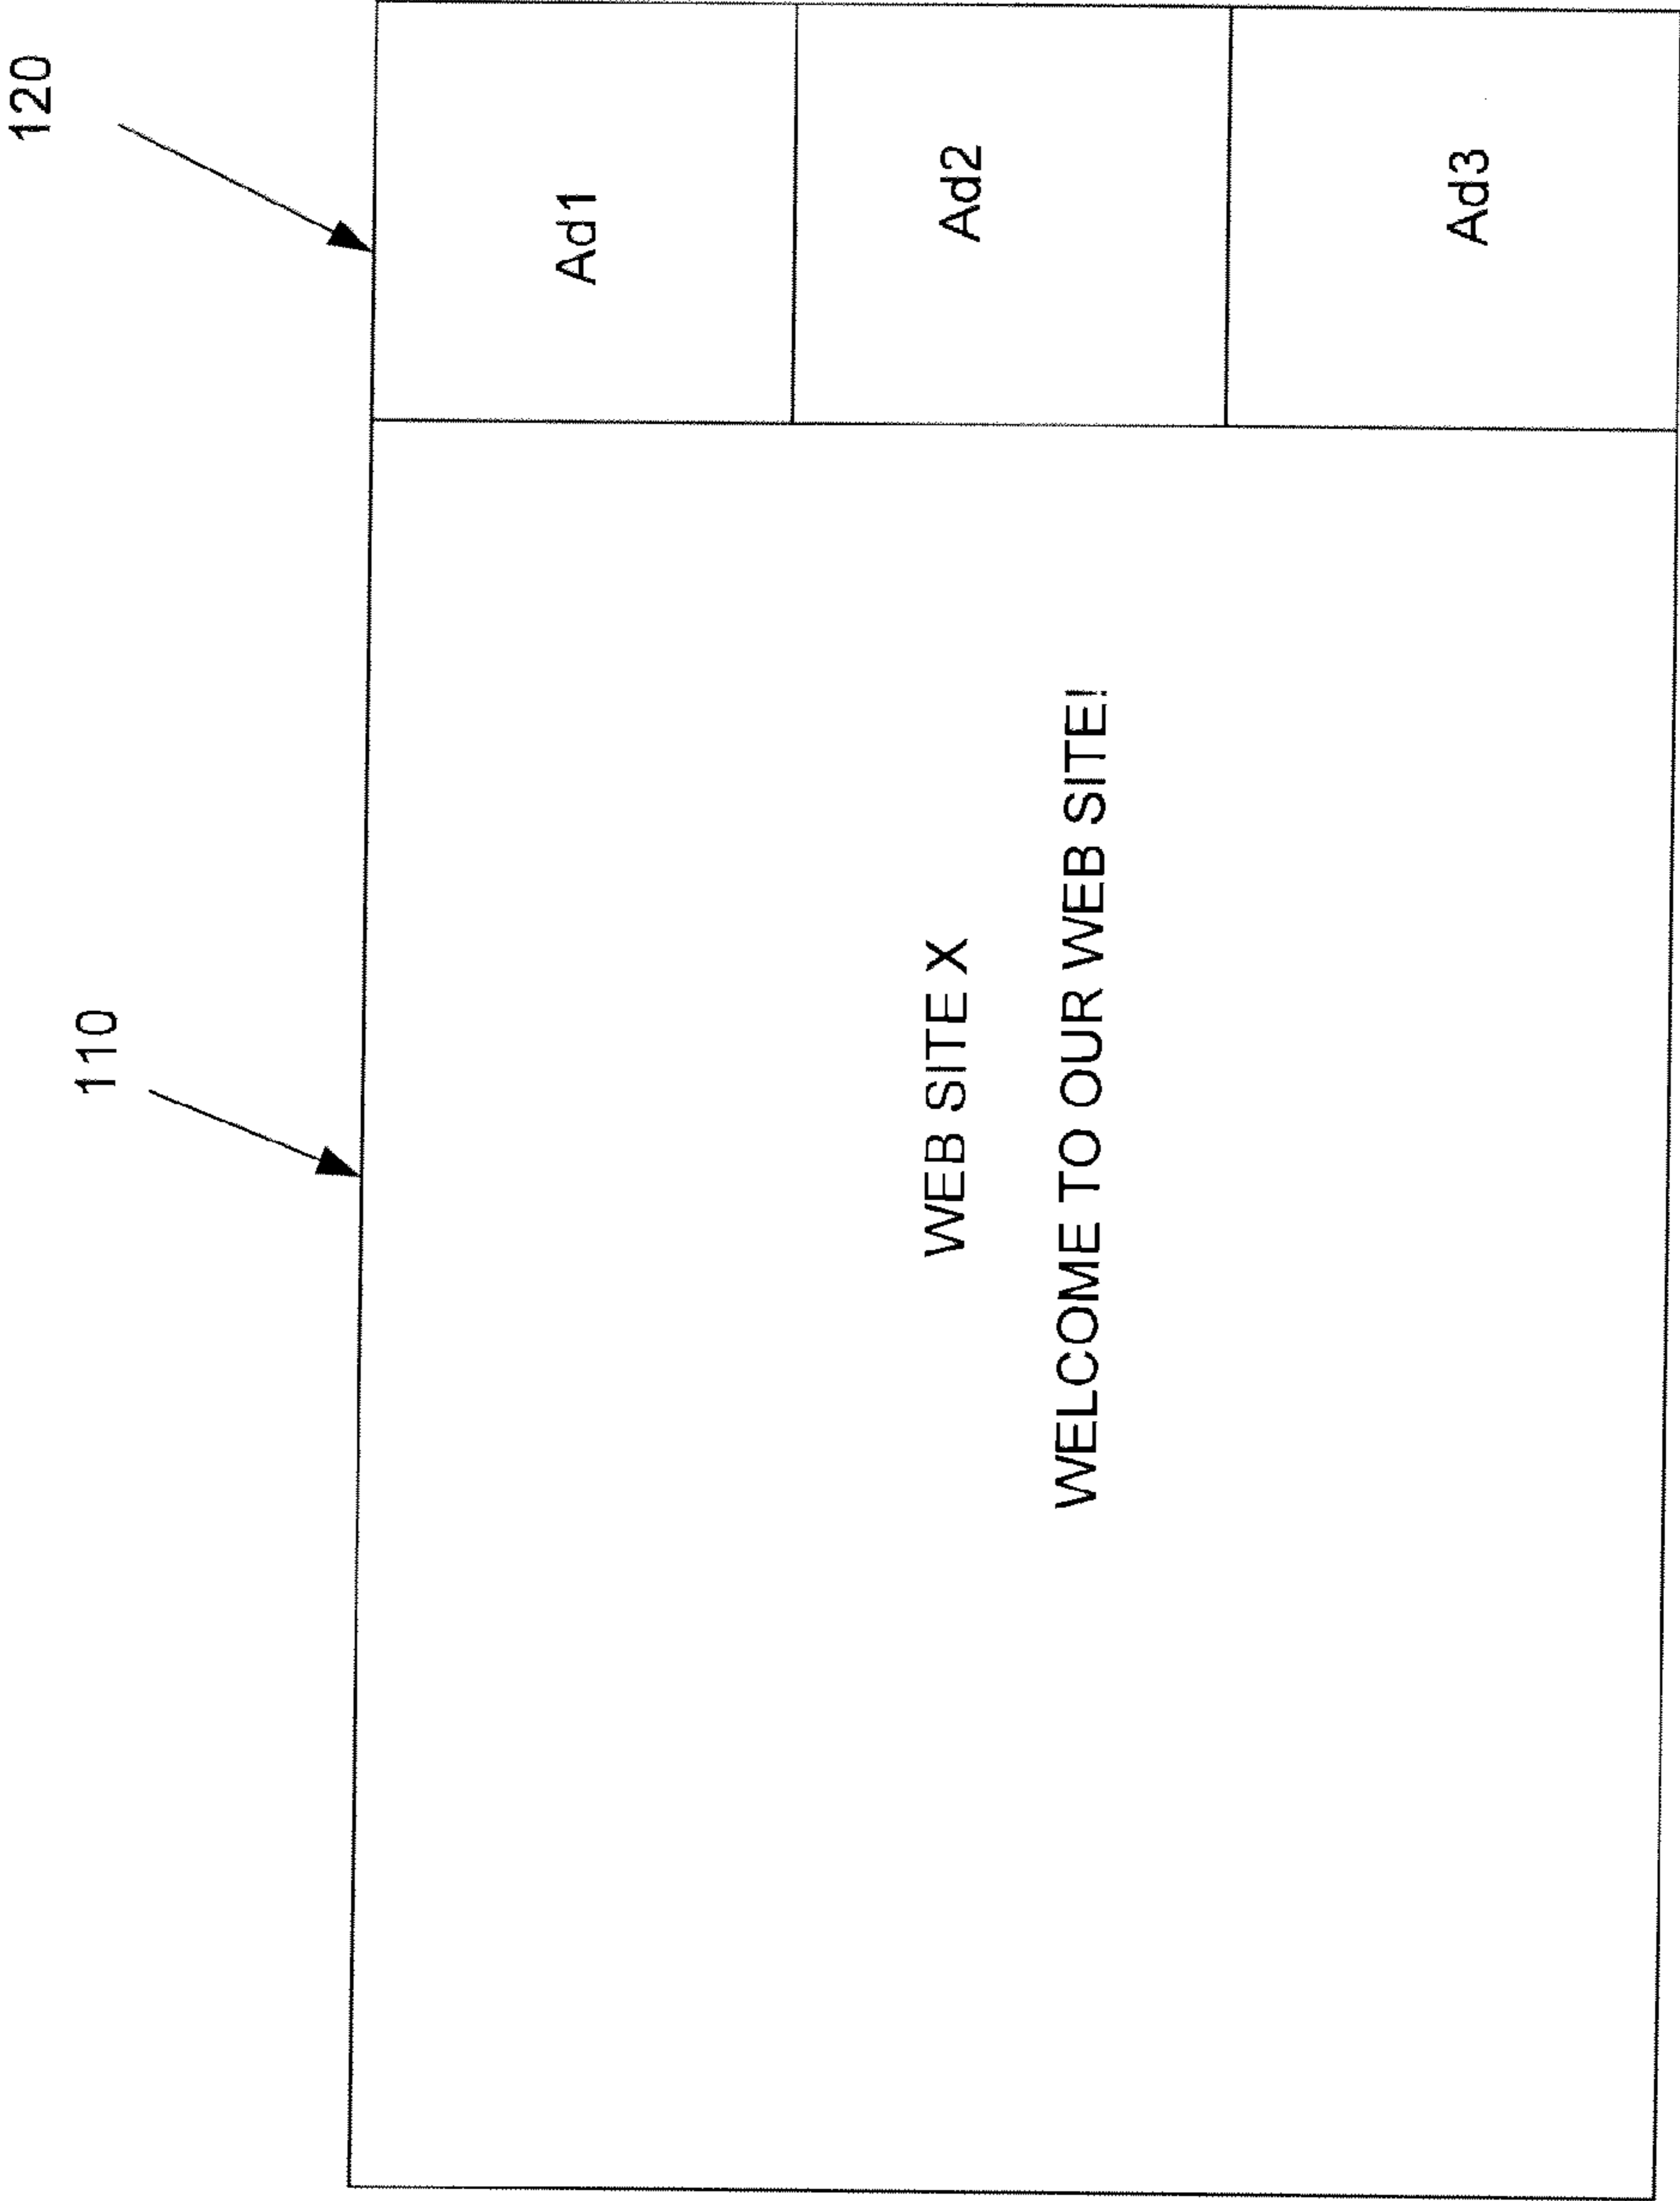 110
120
WEB SITE X
WELCOME TO OUR WEB SITE!
Ad1
Ad2
Ad3